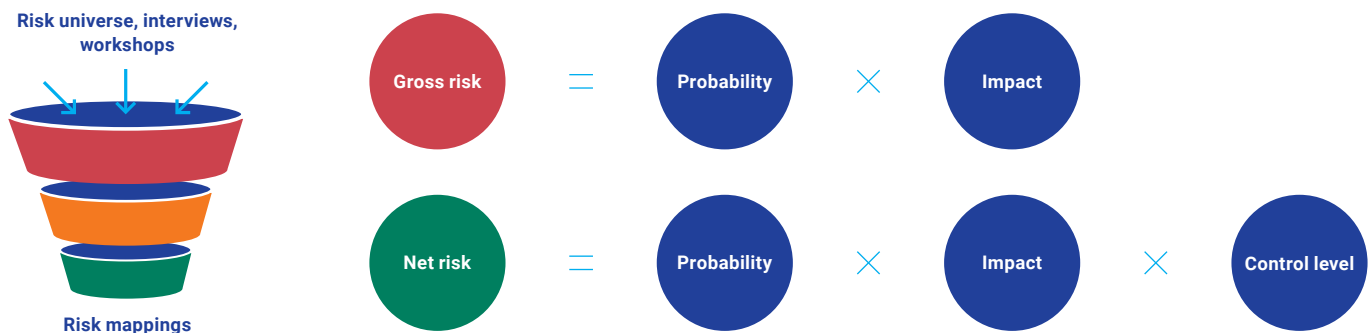 Risk universe, interviews,
workshops
Gross risk = Probability × Impact
Net risk = Probability × Impact × Control level
Risk mappings